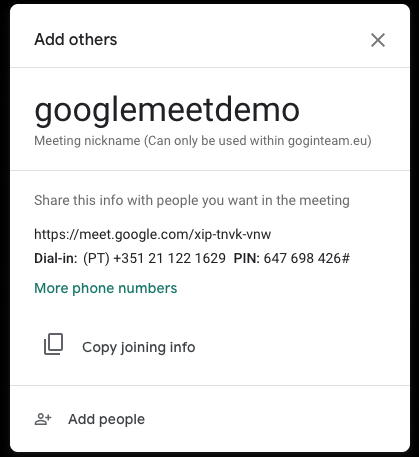 Add others
googlemeetdemo
Meeting nickname (Can only be used within goginteam.eu)
Share this info with people you want in the meeting
https://meet.google.com/xip-tnvk-vnw
Dial-in: (PT) +351 21 122 1629 PIN: 647 698 426#
More phone numbers
Copy joining info
Add people